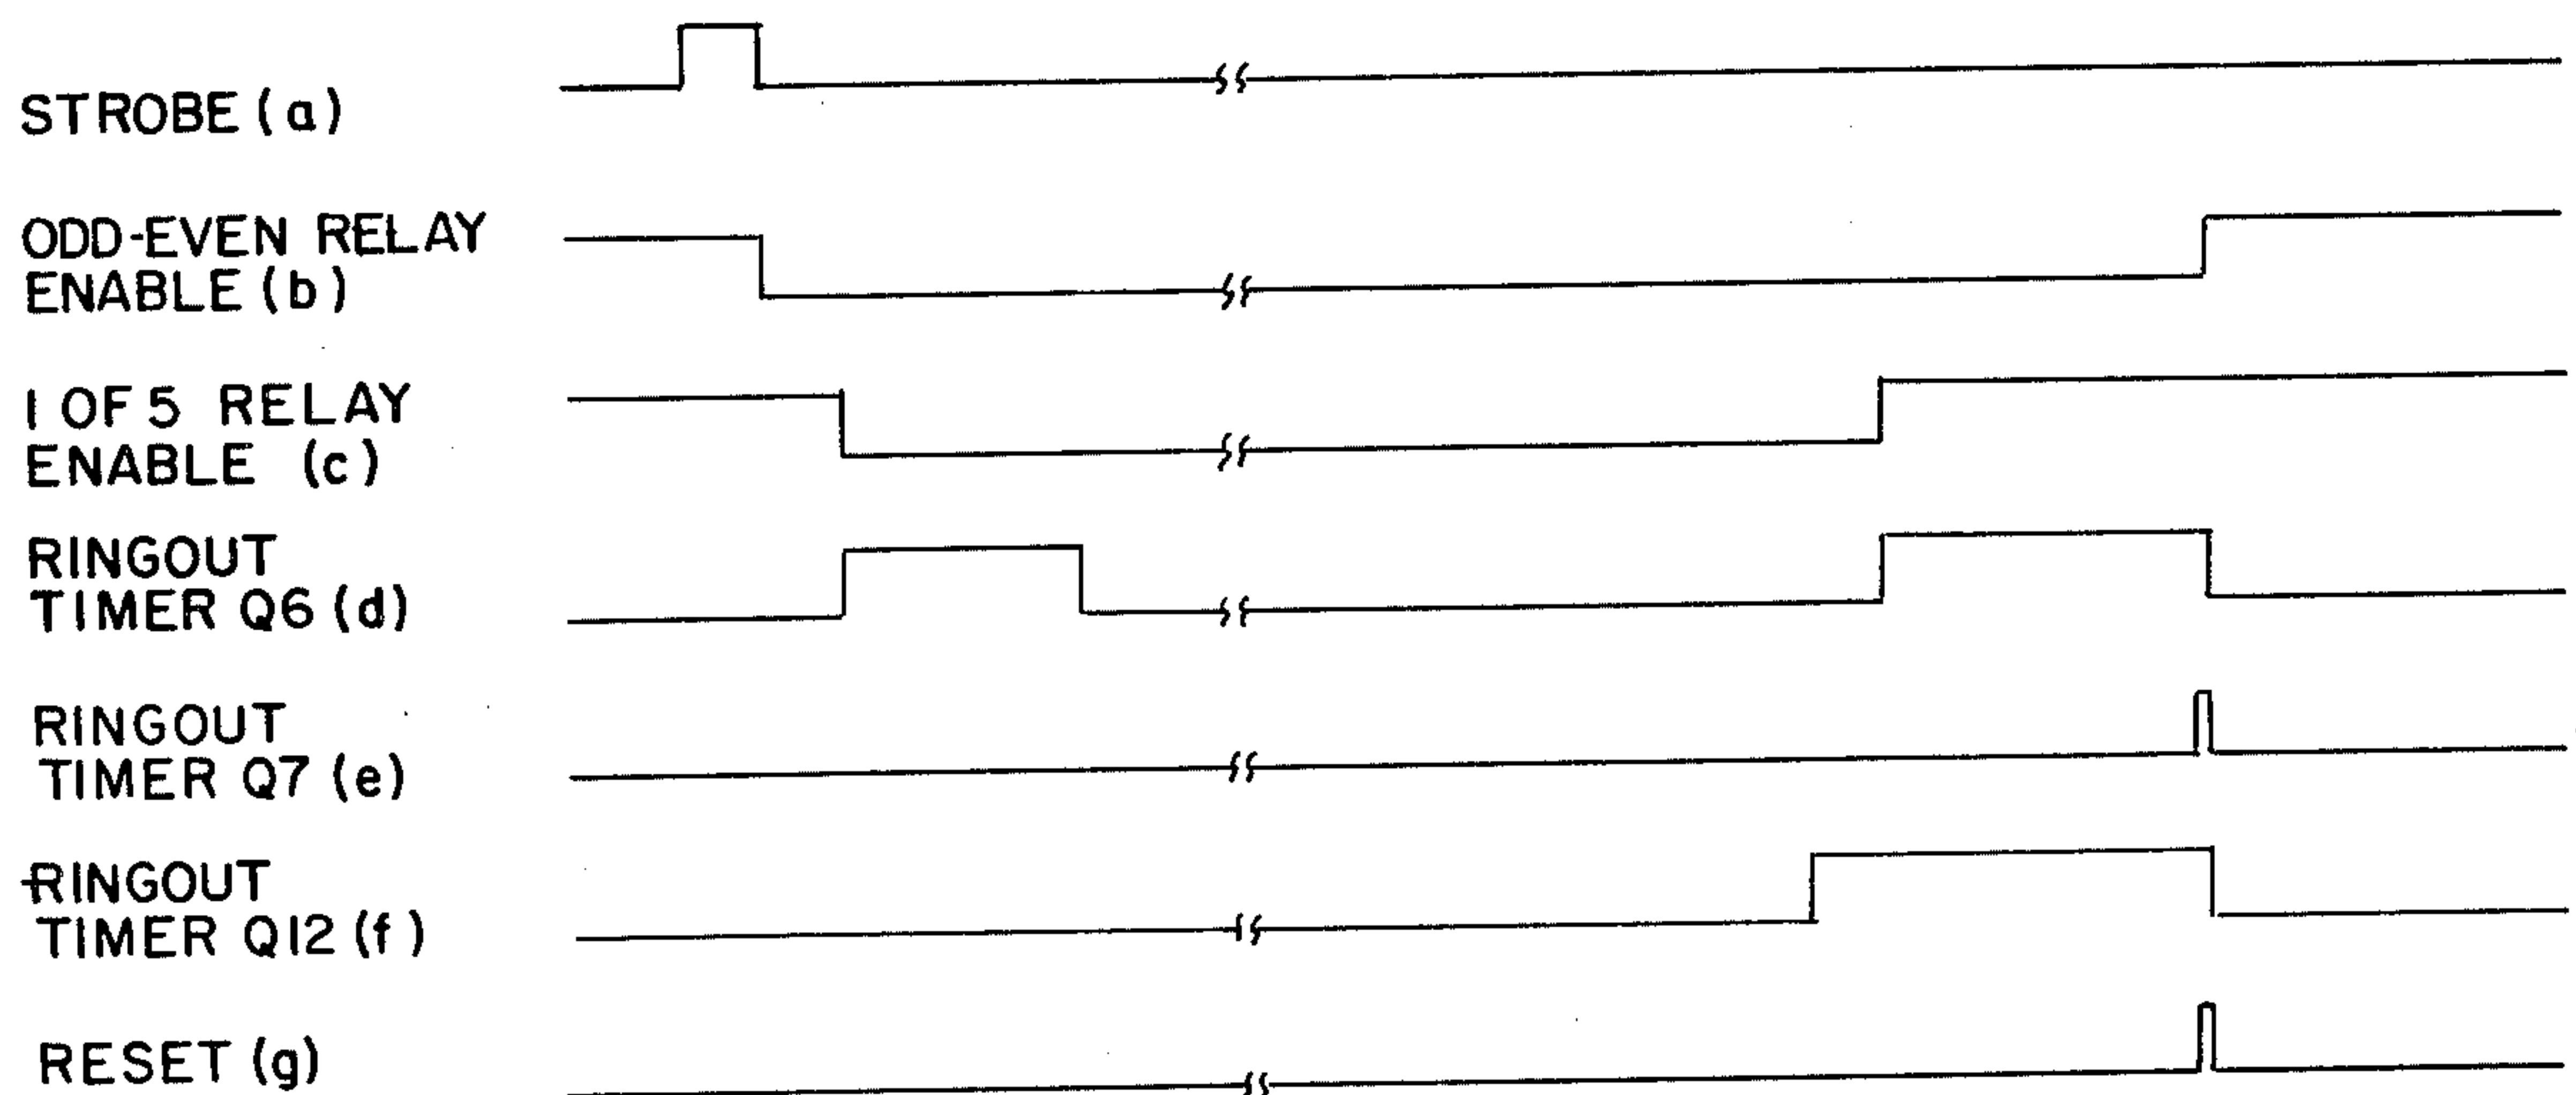 STROBE (a)
ODD-EVEN RELAY
ENABLE (b)
1 OF 5 RELAY
ENABLE (c)
RINGOUT
TIMER Q6 (d)
RINGOUT
TIMER Q7 (e)
RINGOUT
TIMER Q12 (f)
RESET (g)